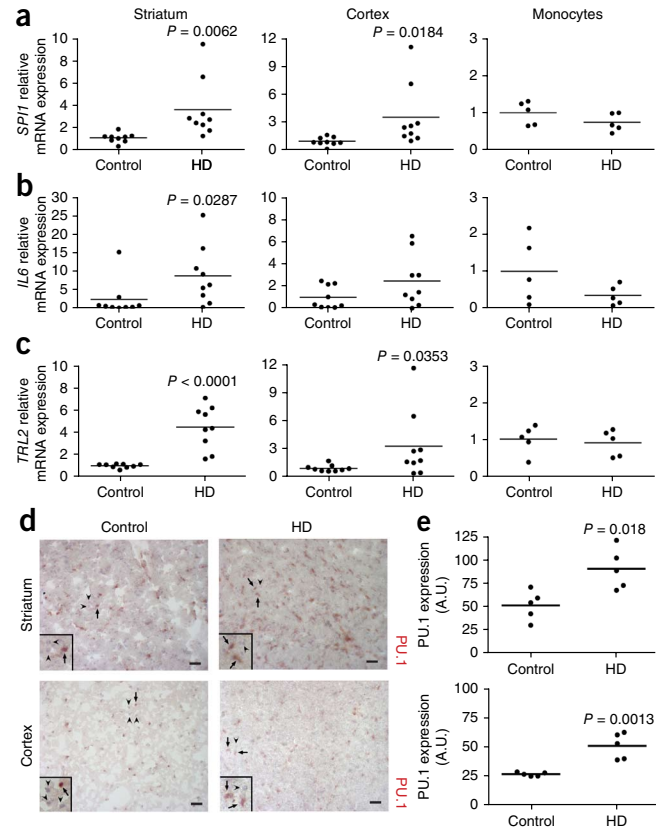 a
Striatum
Cortex
Monocytes
SPI1 relative
mRNA expression
10
8
6
4
2
0
P = 0.0062
Control
HD
12
9
6
3
0
P = 0.0184
Control
HD
3
2
1
0
Control
HD
b
IL6 relative
mRNA expression
30
25
20
15
10
5
0
P = 0.0287
Control
HD
10
8
6
4
2
0
Control
HD
3
2
1
0
Control
HD
c
TRL2 relative
mRNA expression
10
8
6
4
2
0
P < 0.0001
Control
HD
12
9
6
3
0
P = 0.0353
Control
HD
3
2
1
0
Control
HD
d
Control
HD
Striatum
PU.1
Cortex
PU.1
e
PU.1 expression
(A.U.)
125
100
75
50
25
0
P = 0.018
Control
HD
PU.1 expression
(A.U.)
100
75
50
25
0
P = 0.0013
Control
HD